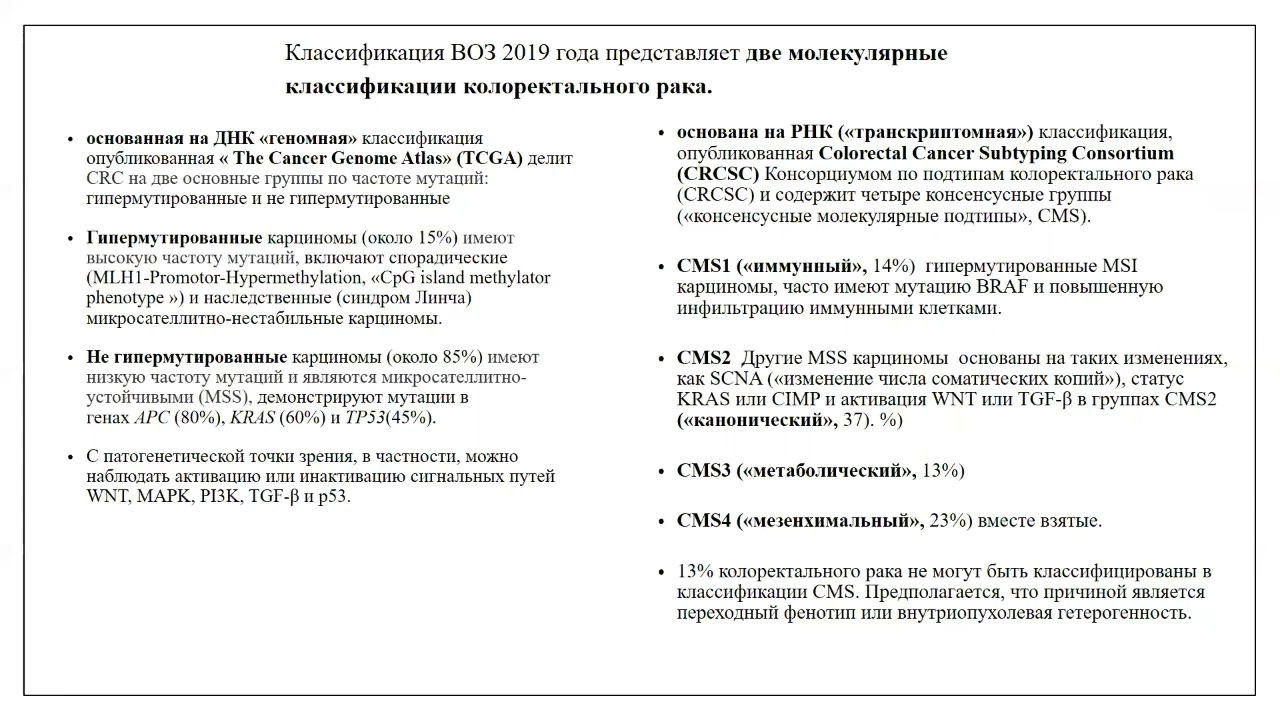 Классификация ВОЗ 2019 года представляет две молекулярные
классификации колоректального рака.
• основанная на ДНК «геномная» классификация
опубликованная « The Cancer Genome Atlas» (TCGA) делит
CRC на две основные группы по частоте мутаций:
гипермутированные и не гипермутированные
• Гипермутированные карциномы (около 15%) имеют
высокую частоту мутаций, включают спорадические
(MLH1-Promotor-Hypermethylation, «CpG island methylator
phenotype ») и наследственные (синдром Линча)
микросателлитно-нестабильные карциномы.
• Не гипермутированные карциномы (около 85%) имеют
низкую частоту мутаций и являются микросателлитно-
устойчивыми (MSS), демонстрируют мутации в
генах APC (80%), KRAS (60%) и TP53(45%).
• С патогенетической точки зрения, в частности, можно
наблюдать активацию или инактивацию сигнальных путей
WNT, MAPK, PI3K, TGF-β и p53.
• основана на РНК («транскриптомная») классификация,
опубликованная Colorectal Cancer Subtyping Consortium
(CRCSC) Консорциумом по подтипам колоректального рака
(CRCSC) и содержит четыре консенсусные группы
(«консенсусные молекулярные подтипы», CMS).
• CMS1 («иммунный», 14%) гипермутированные MSI
карциномы, часто имеют мутацию BRAF и повышенную
инфильтрацию иммунными клетками.
• CMS2 Другие MSS карциномы основаны на таких изменениях,
как SCNA («изменение числа соматических копий»), статус
KRAS или CIMP и активация WNT или TGF-β в группах CMS2
(«канонический», 37). %)
• CMS3 («метаболический», 13%)
• CMS4 («мезенхимальный», 23%) вместе взятые.
• 13% колоректального рака не могут быть классифицированы в
классификации CMS. Предполагается, что причиной является
переходный фенотип или внутриопухолевая гетерогенность.